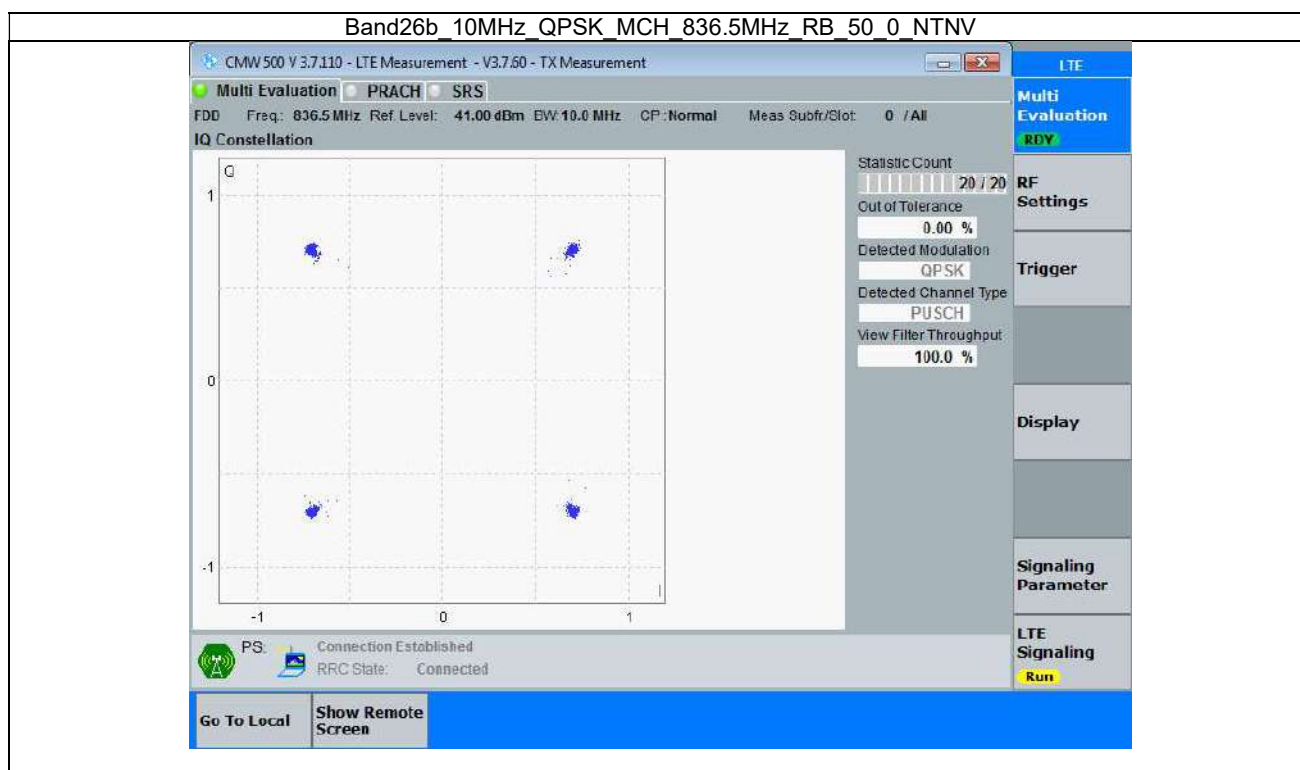 Band26b_10MHz_QPSK_MCH_836.5MHz_RB_50_0_NTNV
CMW 500 V 3.7.110 - LTE Measurement - V3.7.60 - TX Measurement
LTE
Multi Evaluation PRACH SRS
FDD Freq.: 836.5 MHz Ref. Level: 41.00 dBm BW: 10.0 MHz CP: Normal Meas Subfr/Slot: 0 / All
IQ Constellation
Q
1
0
-1
-1 0 1
I
Statistic Count
20 / 20
Out of Tolerance
0.00 %
Detected Modulation
QPSK
Detected Channel Type
PUSCH
View Filter Throughput
100.0 %
Multi
Evaluation
RDY
RF
Settings
Trigger
Display
Signaling
Parameter
LTE
Signaling
Run
PS: Connection Established
RRC State: Connected
Go To Local
Show Remote
Screen